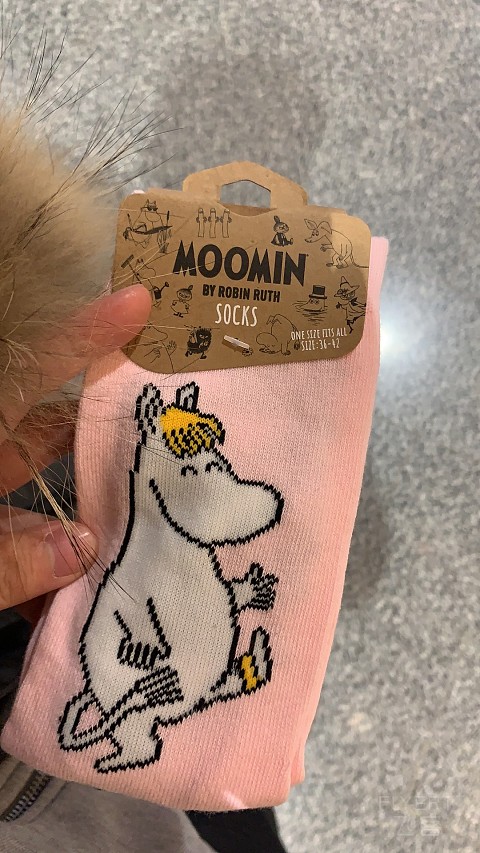 MOOMIN
BY ROBIN RUTH
SOCKS
ONE SIZE FITS ALL
SIZE:36-42